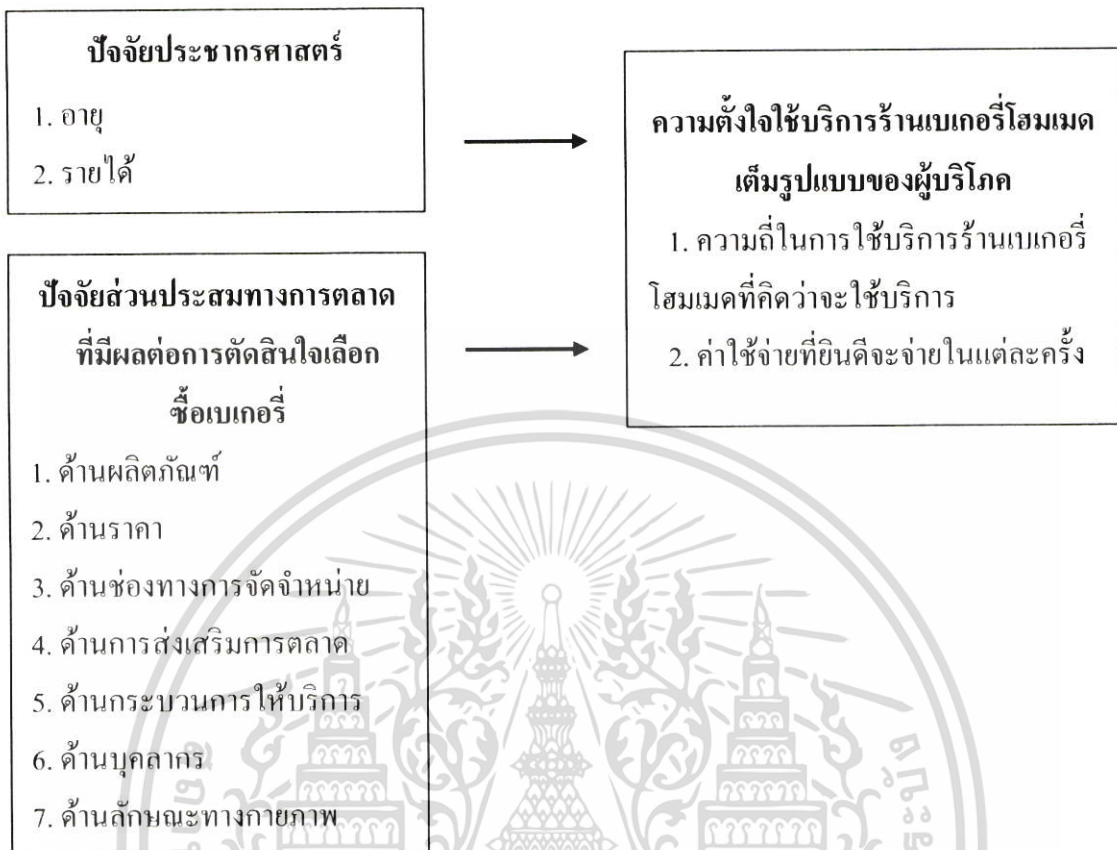 ปัจจัยประชากรศาสตร์
1. อายุ
2. รายได้
ปัจจัยส่วนประสมทางการตลาด
ที่มีผลต่อการตัดสินใจเลือก
ซื้อเบเกอรี่
1. ด้านผลิตภัณฑ์
2. ด้านราคา
3. ด้านช่องทางการจัดจำหน่าย
4. ด้านการส่งเสริมการตลาด
5. ด้านกระบวนการให้บริการ
6. ด้านบุคลากร
7. ด้านลักษณะทางกายภาพ
ความตั้งใจใช้บริการร้านเบเกอรี่โฮมเมด
เต็มรูปแบบของผู้บริโภค
1. ความถี่ในการใช้บริการร้านเบเกอรี่
โฮมเมดที่คิดว่าจะใช้บริการ
2. ค่าใช้จ่ายที่ยินดีจะจ่ายในแต่ละครั้ง